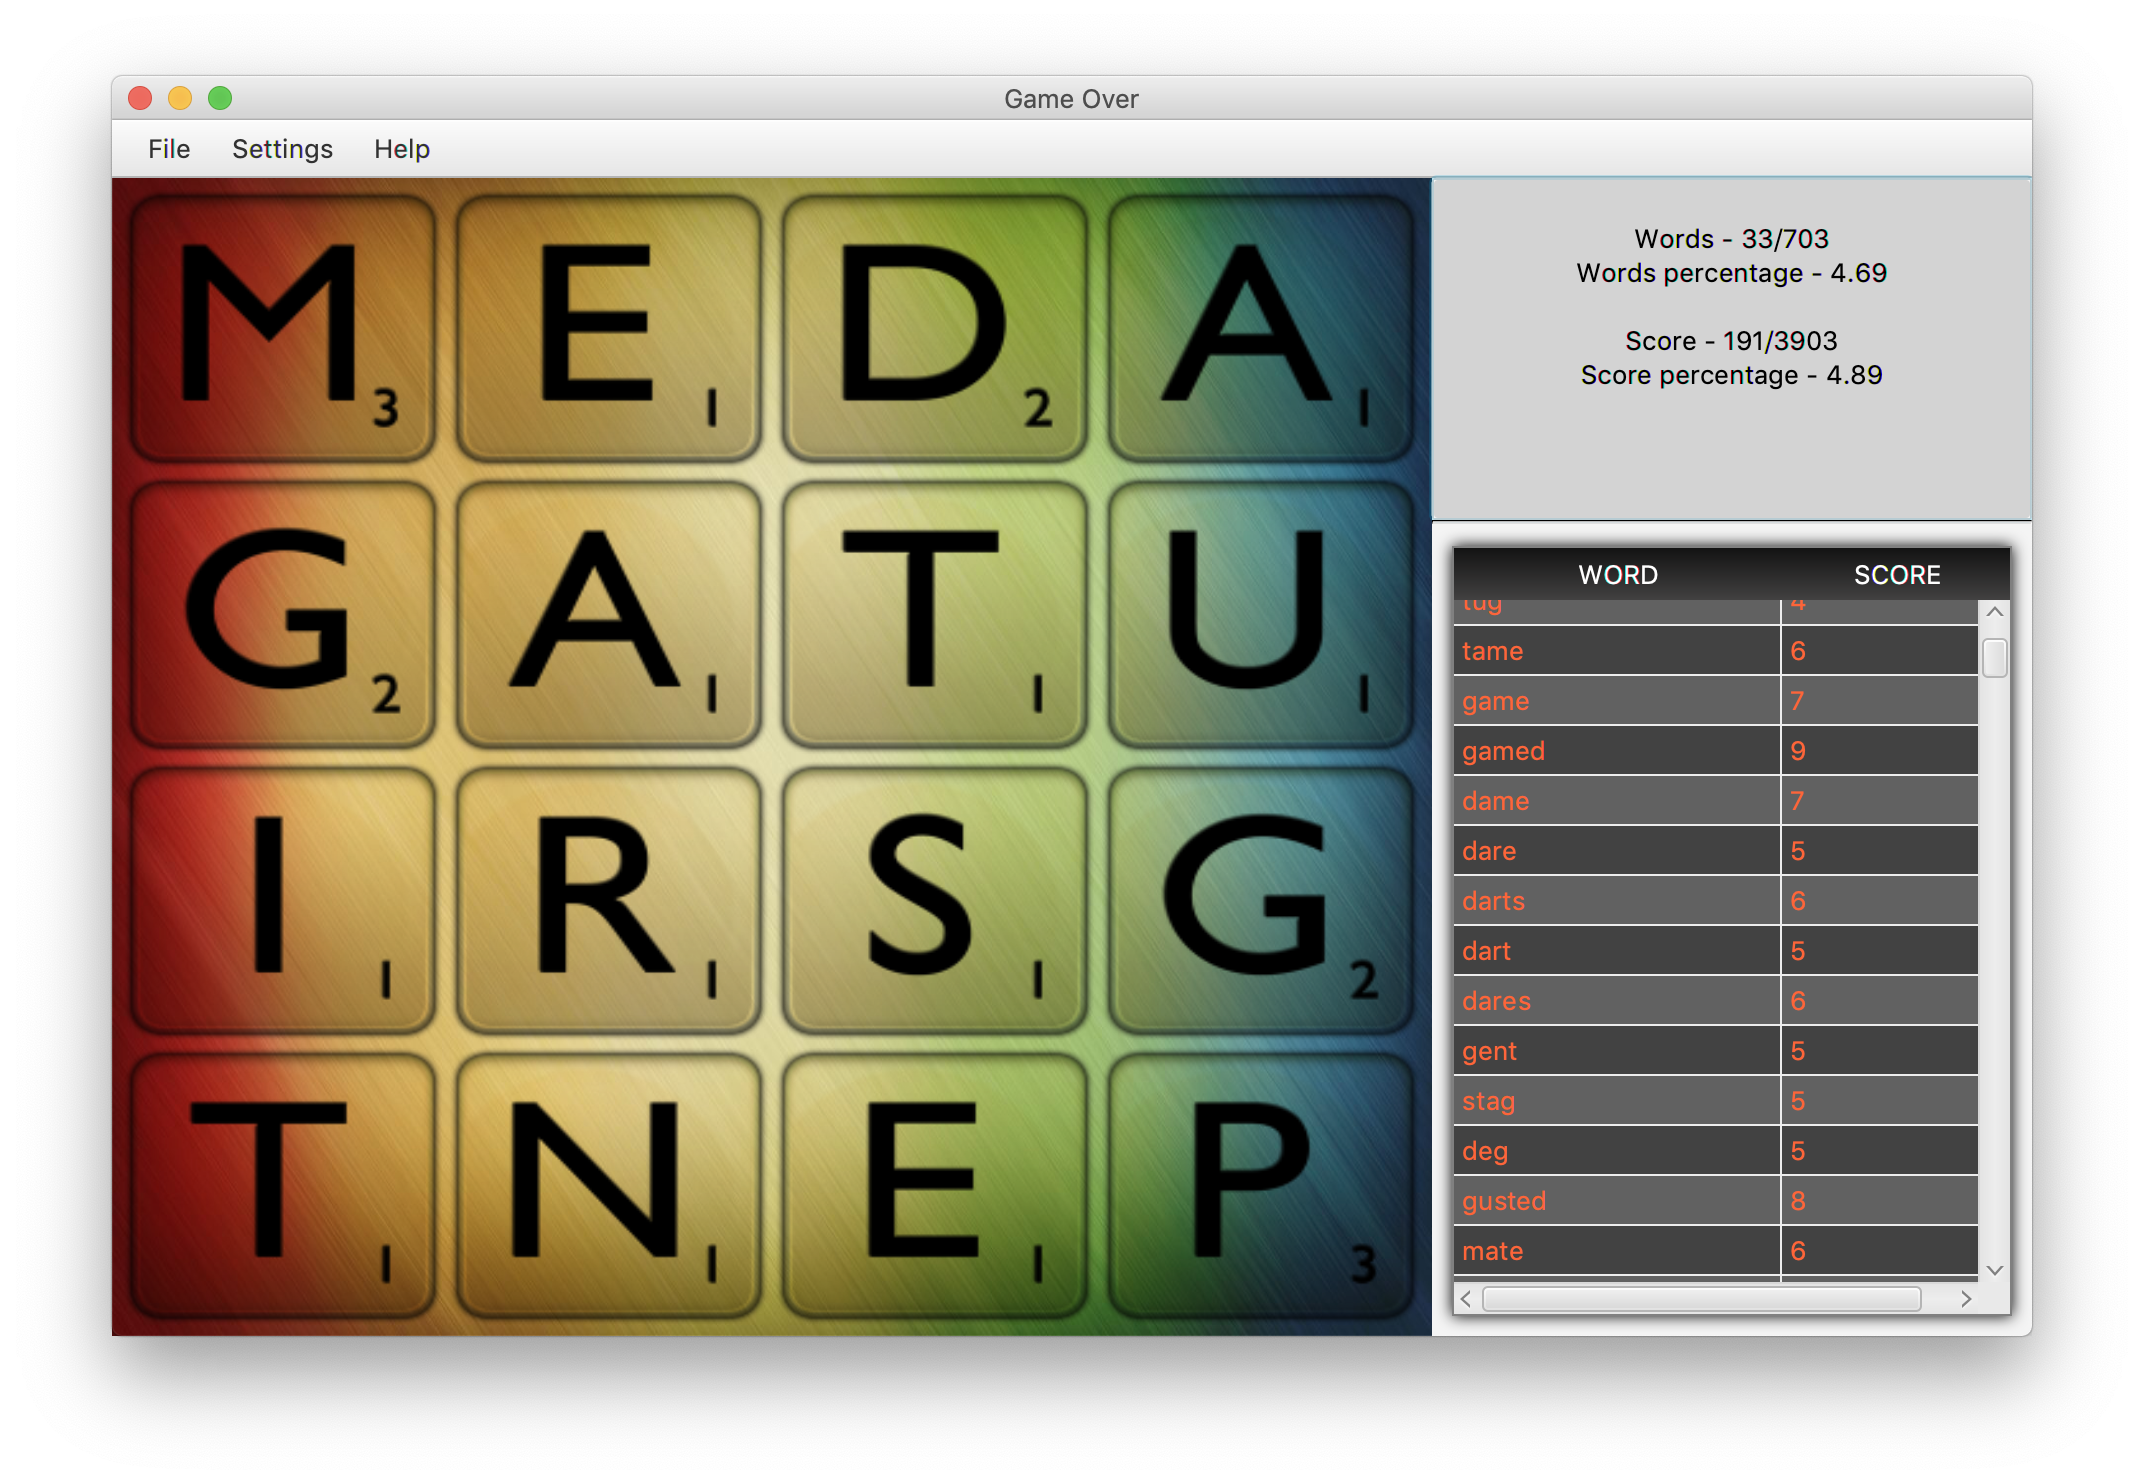 Game Over
File Settings Help
M 3 E 1 D 2 A 1
G 2 A 1 T 1 U 1
I 1 R 1 S 1 G 2
T 1 N 1 E 1 P 3
Words - 33/703
Words percentage - 4.69
Score - 191/3903
Score percentage - 4.89
WORD SCORE
tug 4
tame 6
game 7
gamed 9
dame 7
dare 5
darts 6
dart 5
dares 6
gent 5
stag 5
deg 5
gusted 8
mate 6